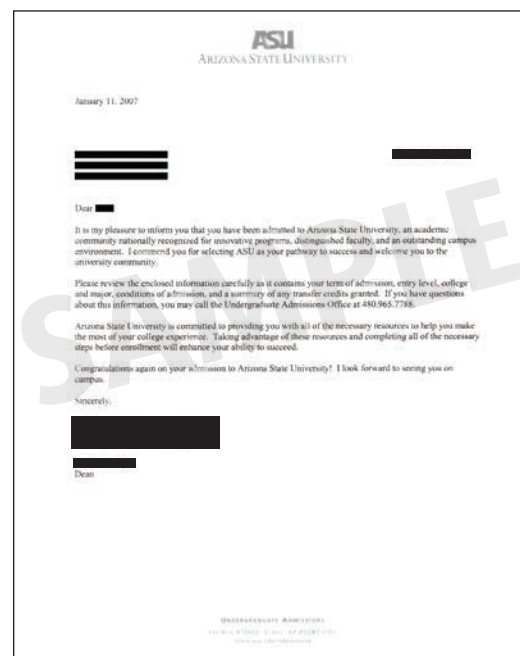 ASU
ARIZONA STATE UNIVERSITY
January 11, 2007
Dear
It is my pleasure to inform you that you have been admitted to Arizona State University, an academic
community nationally recognized for innovative programs, distinguished faculty, and an outstanding campus
environment. I commend you for selecting ASU as your pathway to success and welcome you to the
university community.
Please review the enclosed information carefully as it contains your term of admission, entry level, college
and major, conditions of admission, and a summary of any transfer credits granted. If you have questions
about this information, you may call the Undergraduate Admissions Office at 480.965.7788.
Arizona State University is committed to providing you with all of the necessary resources to help you make
the most of your college experience. Taking advantage of these resources and completing all of the necessary
steps before enrollment will enhance your ability to succeed.
Congratulations again on your admission to Arizona State University! I look forward to seeing you on
campus.
Sincerely,
Dean
SAMPLE
UNDERGRADUATE ADMISSIONS